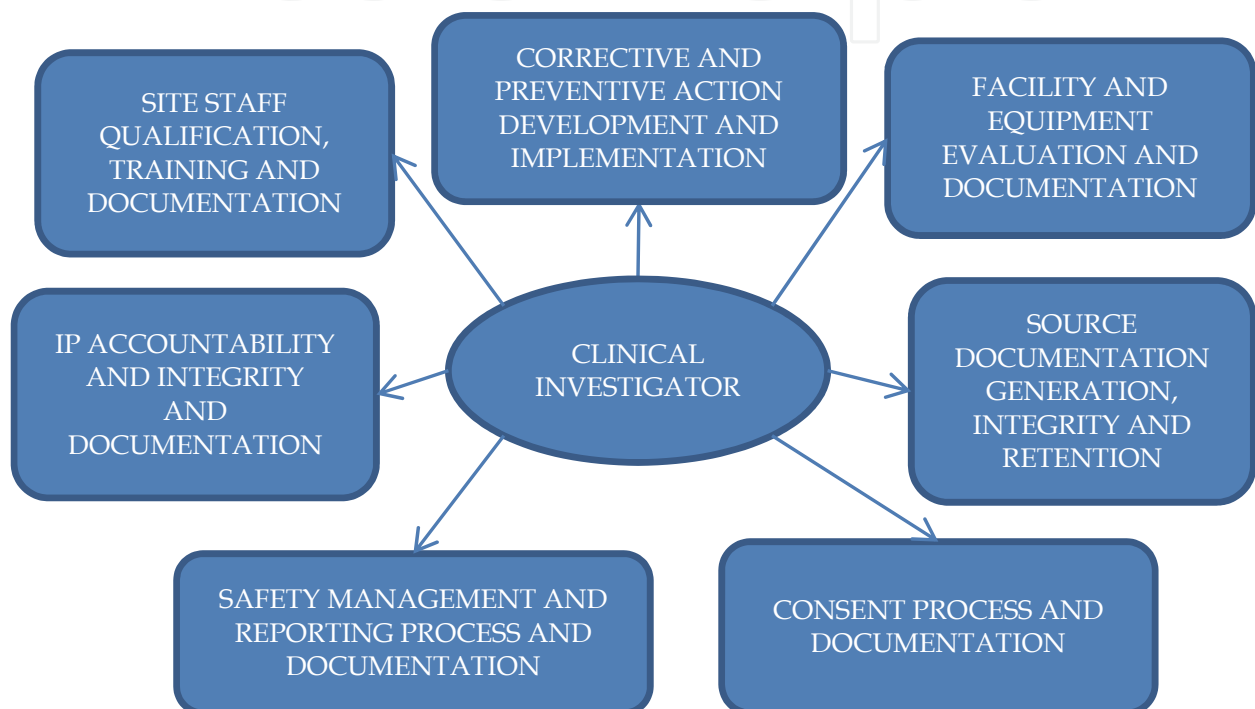 CORRECTIVE AND
PREVENTIVE ACTION
DEVELOPMENT AND
IMPLEMENTATION
SITE STAFF
QUALIFICATION,
TRAINING AND
DOCUMENTATION
FACILITY AND
EQUIPMENT
EVALUATION AND
DOCUMENTATION
IP ACCOUNTABILITY
AND INTEGRITY
AND
DOCUMENTATION
CLINICAL
INVESTIGATOR
SOURCE
DOCUMENTATION
GENERATION,
INTEGRITY AND
RETENTION
SAFETY MANAGEMENT AND
REPORTING PROCESS AND
DOCUMENTATION
CONSENT PROCESS AND
DOCUMENTATION